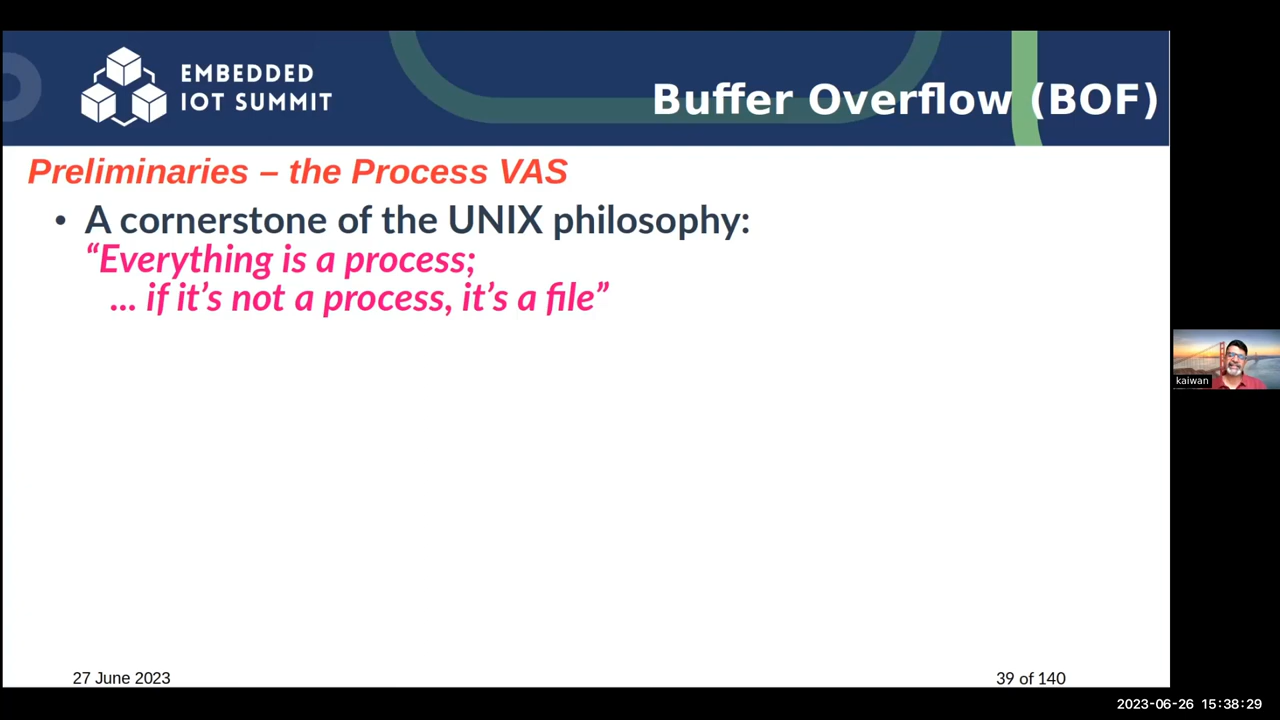 EMBEDDED
IOT SUMMIT
Buffer Overflow (BOF)
Preliminaries – the Process VAS
• A cornerstone of the UNIX philosophy:
“Everything is a process;
... if it’s not a process, it’s a file”
kaiwan
27 June 2023
39 of 140
2023-06-26 15:38:29